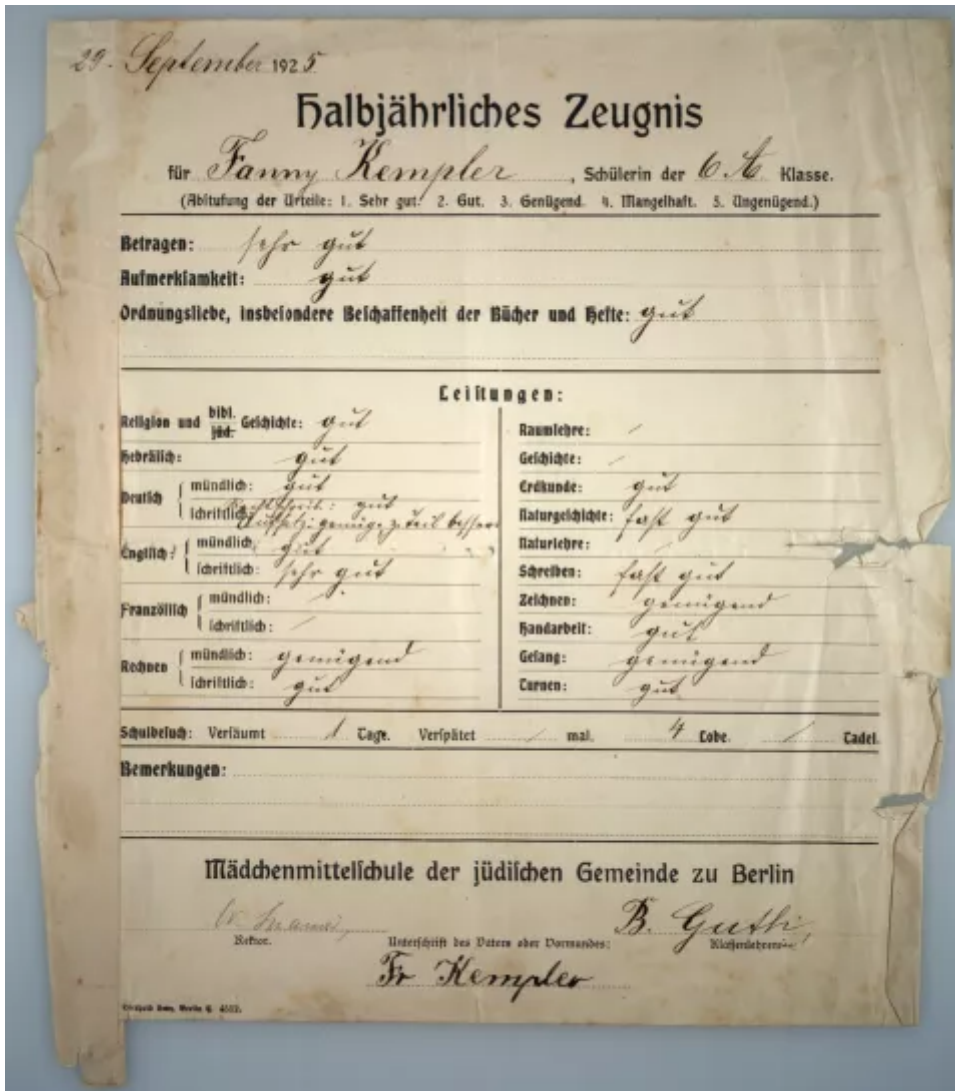 29. September 1925
Halbjährliches Zeugnis
für Fanny Kempler, Schülerin der 6. A Klasse.
(Abstufung der Urteile: 1. Sehr gut. 2. Gut. 3. Genügend. 4. Mangelhaft. 5. Ungenügend.)
Betragen: sehr gut
Aufmerksamkeit: gut
Ordnungsliebe, insbesondere Beschaffenheit der Bücher und Hefte: gut
Leistungen:
Religion und bibl. jüd. Geschichte: gut
Hebräisch: gut
Deutsch mündlich: gut
schriftlich: Rechtschreib.: gut
Aufsatz: genüg. z. teil besser
Englisch: mündlich: gut
schriftlich: sehr gut
Französisch mündlich: /
schriftlich: /
Rechnen mündlich: genügend
schriftlich: gut
Raumlehre: /
Geschichte: /
Erdkunde: gut
Naturgeschichte: fast gut
Naturlehre:
Schreiben: fast gut
Zeichnen: genügend
Handarbeit: gut
Gesang: genügend
Turnen: gut
Schulbesuch: Versäumt 1 Tage. Verspätet / mal. 4 Lobe. / Tadel.
Bemerkungen:
Mädchenmittelschule der jüdischen Gemeinde zu Berlin
B. Gutti
Rektor. Unterschrift des Vaters oder Vormundes: Klassenlehrerin
Fr Kempler